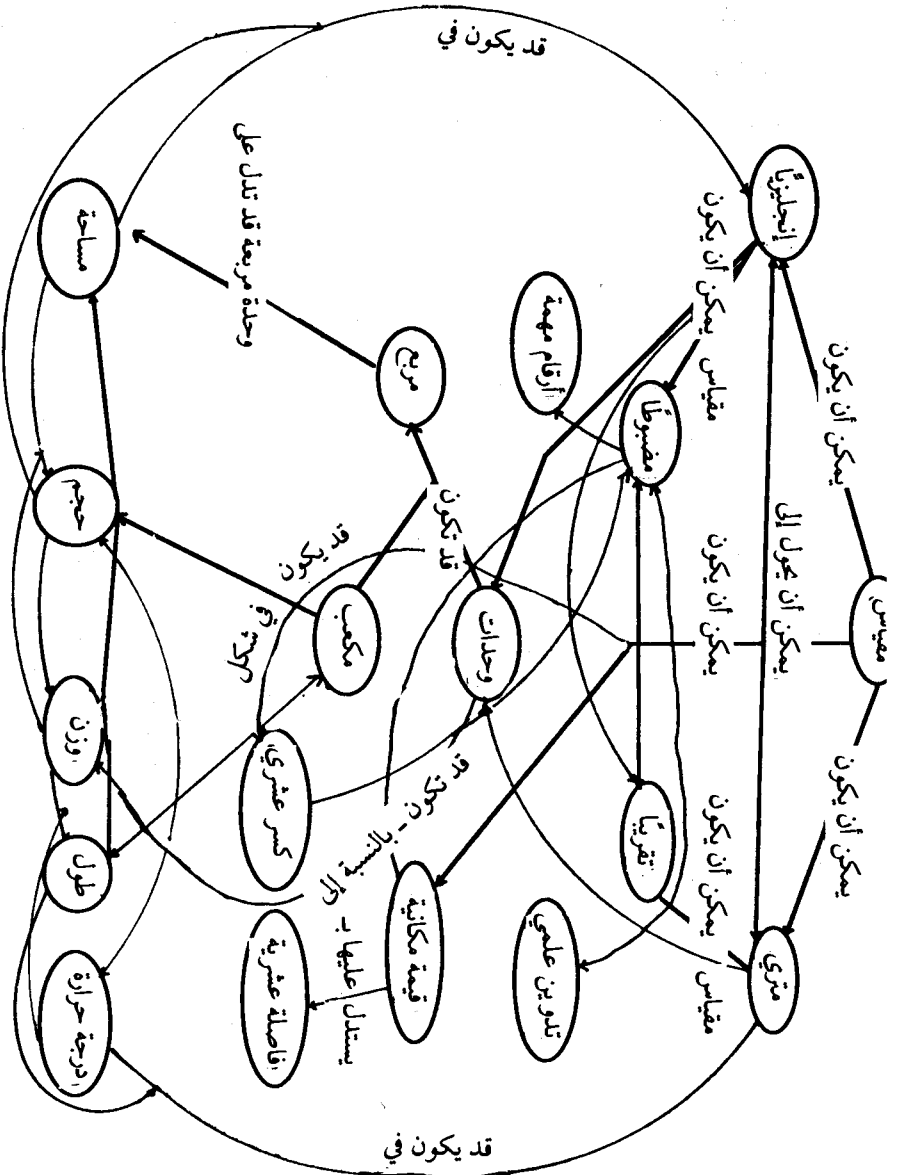 مقياس
يمكن أن يكون
يمكن أن يكون
إنجليزيًا
يمكن أن يحول إلى
متري
مقياس يمكن أن يكون
يمكن أن يكون
مقياس يمكن أن يكون
مضبوطًا
تقريبًا
أرقام مهمة
وحدات
تدوين علمي
قد تكون
قد تكون - بالنسبة إلى
مربع
مكعب
قيمة مكانية
قد يكون
في شكل
يستدل عليها بـ
كسر عشري
فاصلة عشرية
وحدة مربعة قد تدل على
مساحة
حجم
وزن
طول
درجة حرارة
قد يكون في
قد يكون في